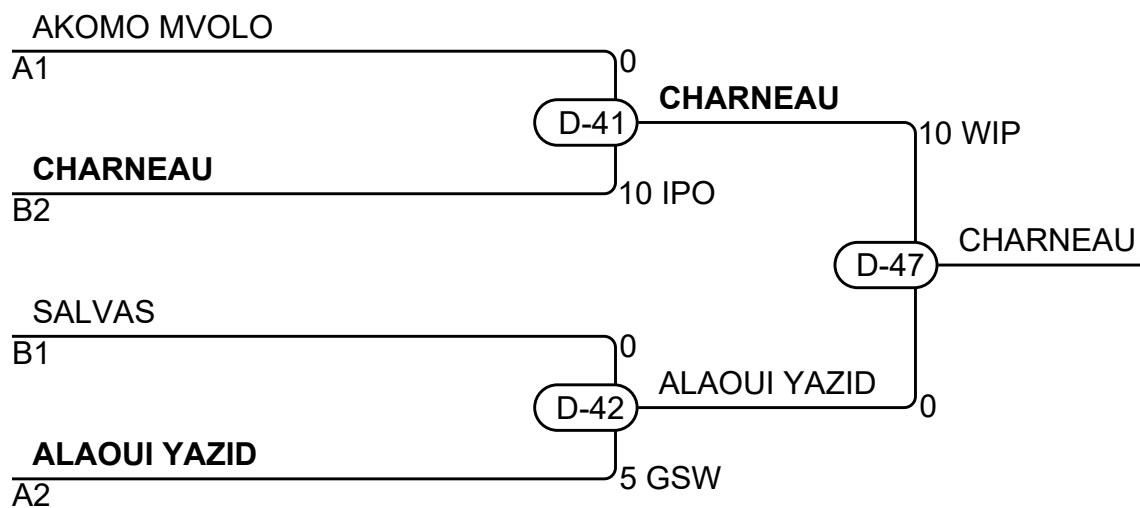 AKOMO MVOLO
A1
0
D-41
CHARNEAU
10 WIP
CHARNEAU
B2
10 IPO
D-47
CHARNEAU
SALVAS
B1
0
D-42
ALAOUI YAZID
0
ALAOUI YAZID
A2
5 GSW